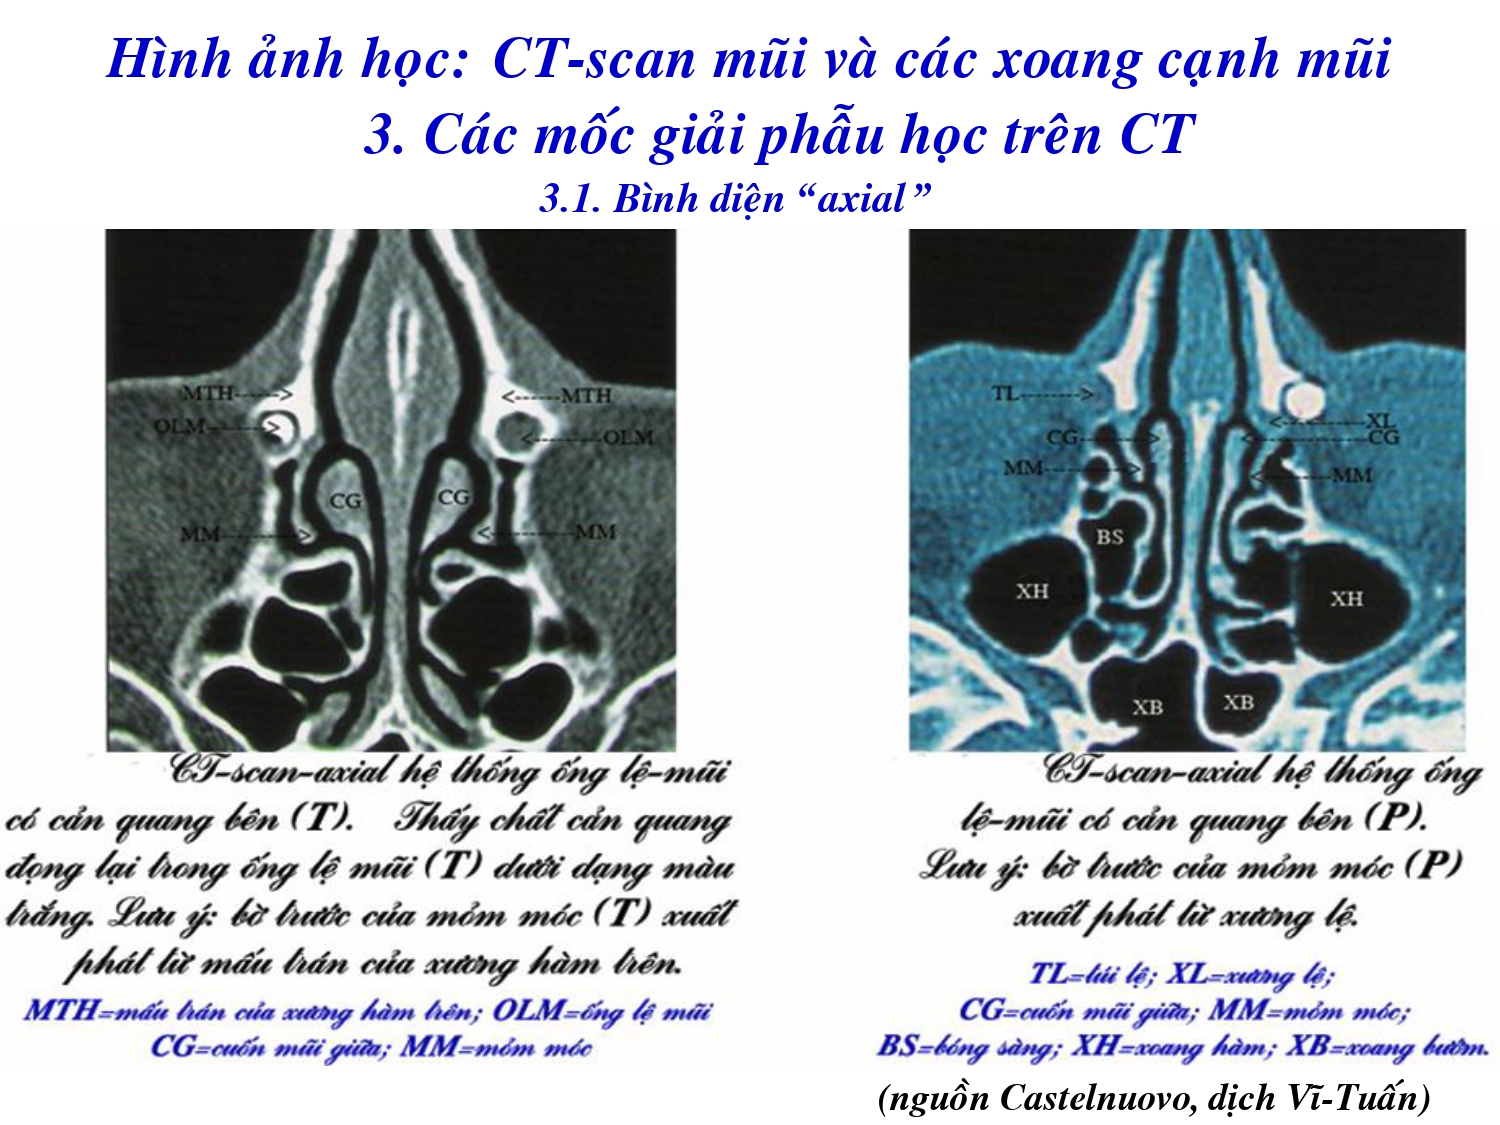 Hình ảnh học: CT-scan mũi và các xoang cạnh mũi
3. Các mốc giải phẫu học trên CT
3.1. Bình diện “axial”
MTH
MTH
OLM
OLM
CG
CG
MM
MM
CT-scan-axial hệ thống ống lệ-mũi
có cản quang bên (T). Thấy chất cản quang
đọng lại trong ống lệ mũi (T) dưới dạng màu
trắng. Lưu ý: bờ trước của mỏm móc (T) xuất
phát từ mấu trán của xương hàm trên.
MTH=mấu trán của xương hàm trên; OLM=ống lệ mũi
CG=cuốn mũi giữa; MM=mỏm móc
TL
XL
CG
CG
MM
MM
BS
XH
XH
XB
XB
CT-scan-axial hệ thống ống
lệ-mũi có cản quang bên (P).
Lưu ý: bờ trước của mỏm móc (P)
xuất phát từ xương lệ.
TL=túi lệ; XL=xương lệ;
CG=cuốn mũi giữa; MM=mỏm móc;
BS=bóng sàng; XH=xoang hàm; XB=xoang bướm.
(nguồn Castelnuovo, dịch Vĩ-Tuấn)